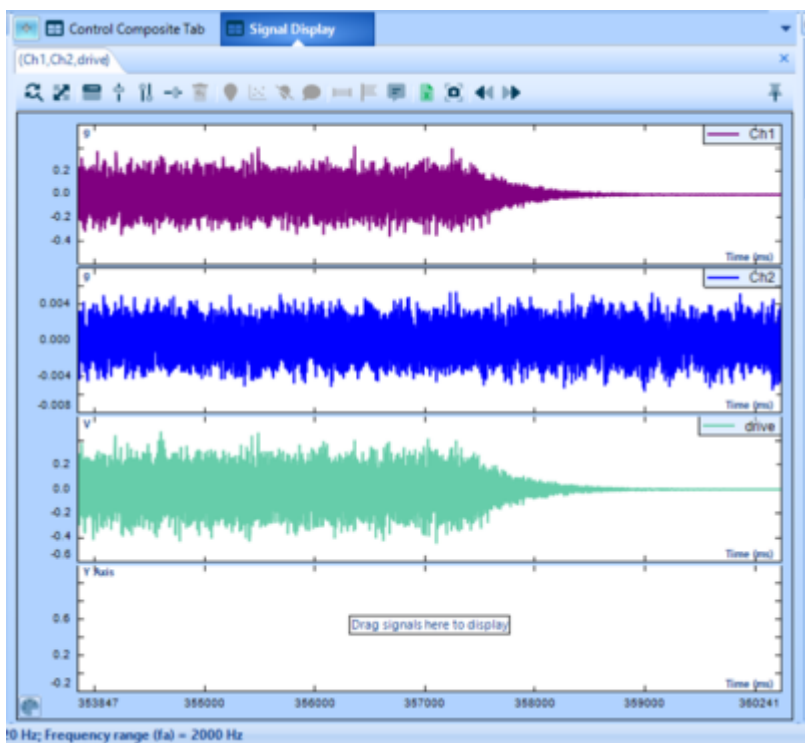 Control Composite Tab Signal Display
(Ch1,Ch2,drive)
g
Ch1
0.2
0.0
-0.2
-0.4
Time (ms)
g
Ch2
0.004
0.000
-0.004
-0.008
Time (ms)
V
drive
0.2
0.0
-0.2
-0.4
-0.6
Time (ms)
Y Axis
Drag signals here to display
0.6
0.2
-0.2
Time (ms)
353847 355000 356000 357000 358000 359000 360241
20 Hz; Frequency range (fa) = 2000 Hz